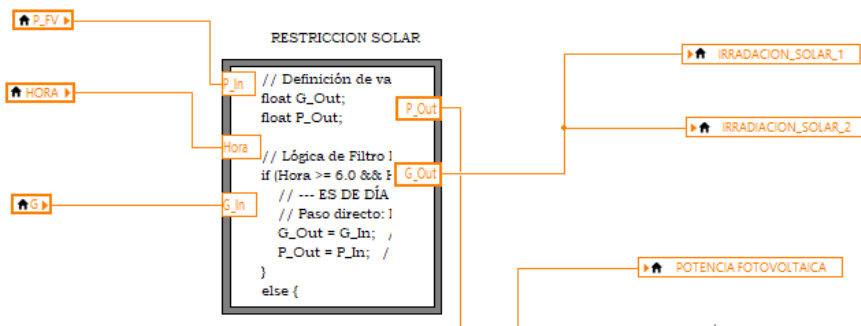 P_FV
RESTRICCION SOLAR
IRRADACION_SOLAR_1
P_In
// Definición de va
HORA
float G_Out;
P_Out
float P_Out;
IRRADIACION_SOLAR_2
Hora
// Lógica de Filtro
if (Hora >= 6.0 &&
G_Out
// --- ES DE DÍA
G
G_In
// Paso directo:
G_Out = G_In; /
P_Out = P_In; /
POTENCIA FOTOVOLTAICA
}
else {